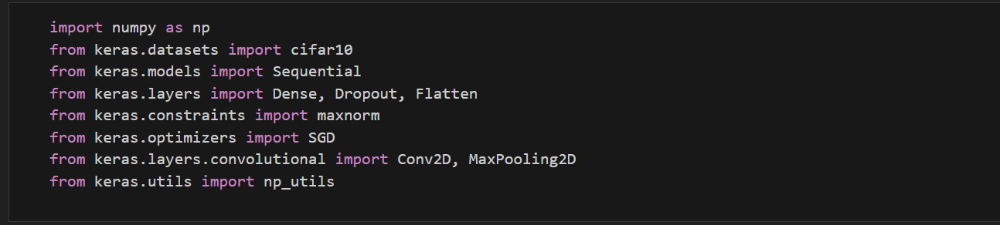 import numpy as np
from keras.datasets import cifar10
from keras.models import Sequential
from keras.layers import Dense, Dropout, Flatten
from keras.constraints import maxnorm
from keras.optimizers import SGD
from keras.layers.convolutional import Conv2D, MaxPooling2D
from keras.utils import np_utils